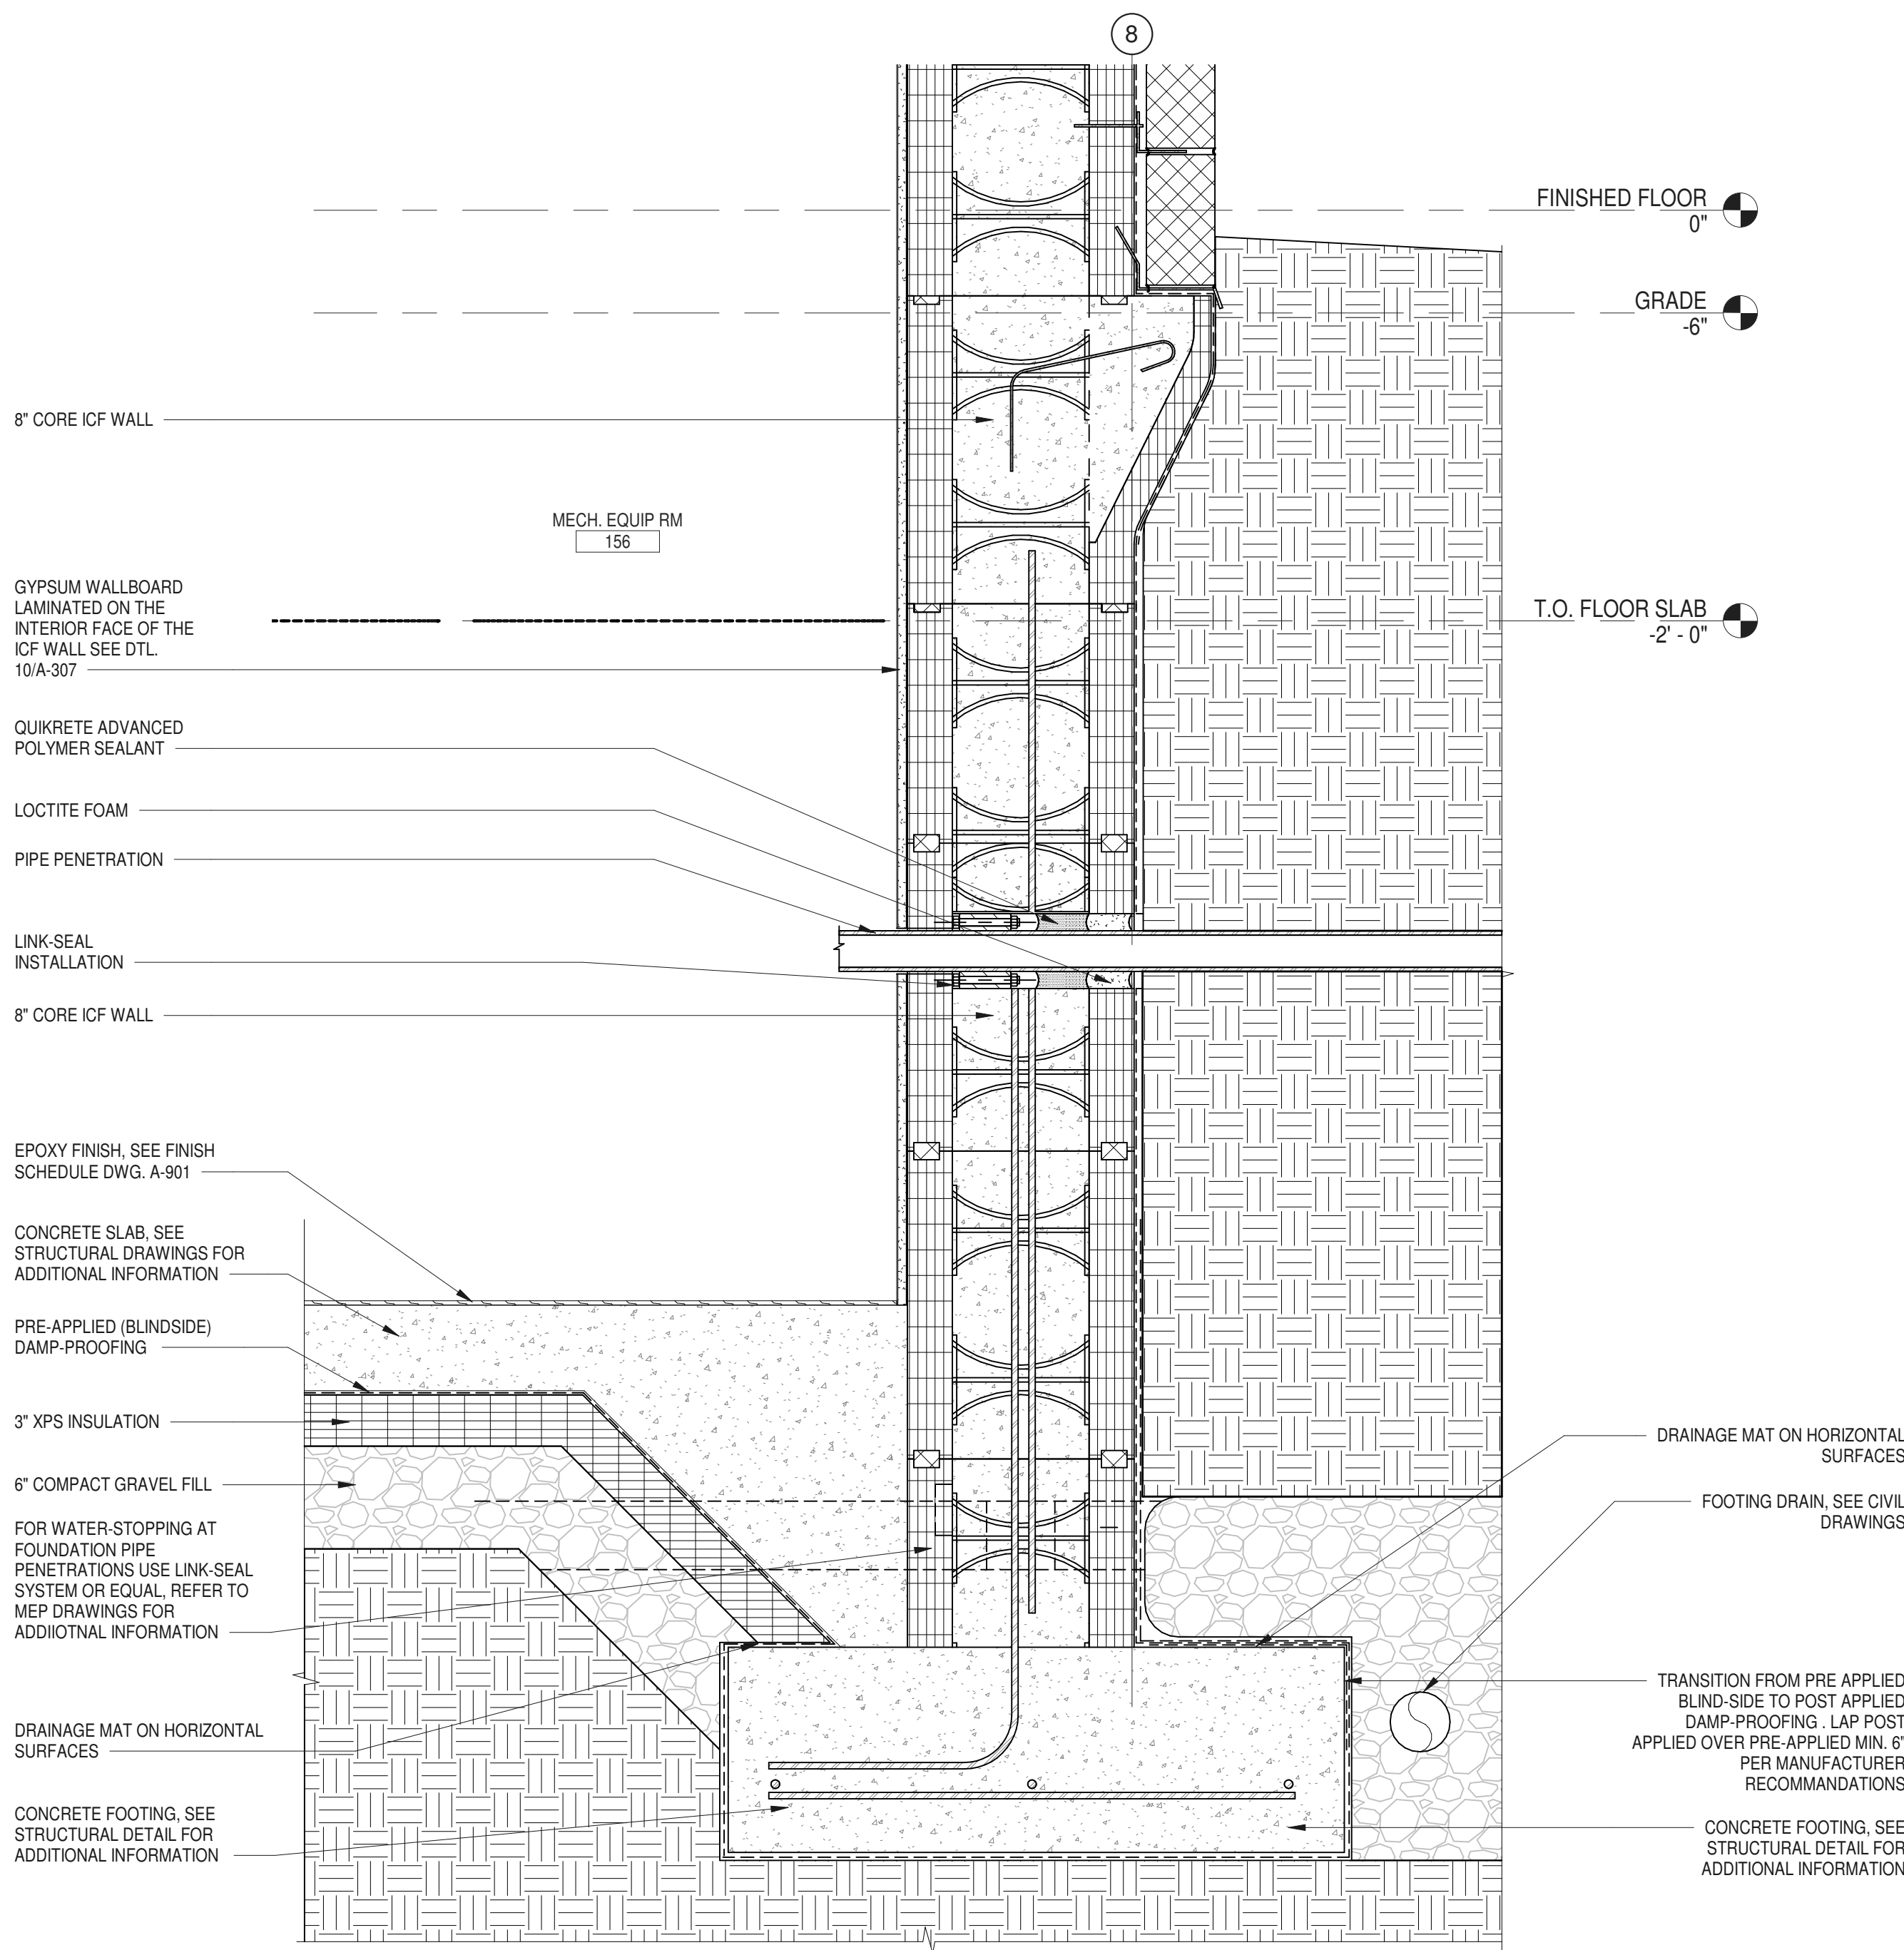 8
FINISHED FLOOR
0"
GRADE
-6"
8" CORE ICF WALL
MECH. EQUIP RM
156
GYPSUM WALLBOARD
LAMINATED ON THE
INTERIOR FACE OF THE
ICF WALL SEE DTL.
10/A-307
T.O. FLOOR SLAB
-2' - 0"
QUIKRETE ADVANCED
POLYMER SEALANT
LOCTITE FOAM
PIPE PENETRATION
LINK-SEAL
INSTALLATION
8" CORE ICF WALL
EPOXY FINISH, SEE FINISH
SCHEDULE DWG. A-901
CONCRETE SLAB, SEE
STRUCTURAL DRAWINGS FOR
ADDITIONAL INFORMATION
PRE-APPLIED (BLINDSIDE)
DAMP-PROOFING
3" XPS INSULATION
6" COMPACT GRAVEL FILL
FOR WATER-STOPPING AT
FOUNDATION PIPE
PENETRATIONS USE LINK-SEAL
SYSTEM OR EQUAL, REFER TO
MEP DRAWINGS FOR
ADDIIOTNAL INFORMATION
DRAINAGE MAT ON HORIZONTAL
SURFACES
CONCRETE FOOTING, SEE
STRUCTURAL DETAIL FOR
ADDITIONAL INFORMATION
DRAINAGE MAT ON HORIZONTAL
SURFACES
FOOTING DRAIN, SEE CIVIL
DRAWINGS
TRANSITION FROM PRE APPLIED
BLIND-SIDE TO POST APPLIED
DAMP-PROOFING . LAP POST
APPLIED OVER PRE-APPLIED MIN. 6"
PER MANUFACTURER
RECOMMANDATIONS
CONCRETE FOOTING, SEE
STRUCTURAL DETAIL FOR
ADDITIONAL INFORMATION